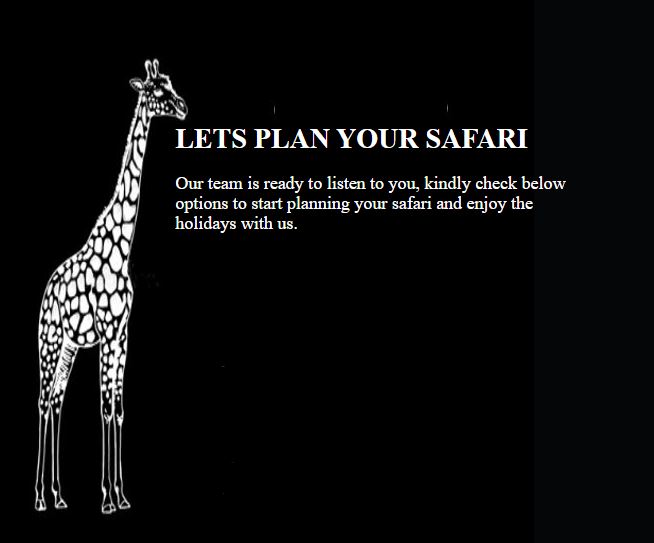 LETS PLAN YOUR SAFARI
Our team is ready to listen to you, kindly check below
options to start planning your safari and enjoy the
holidays with us.